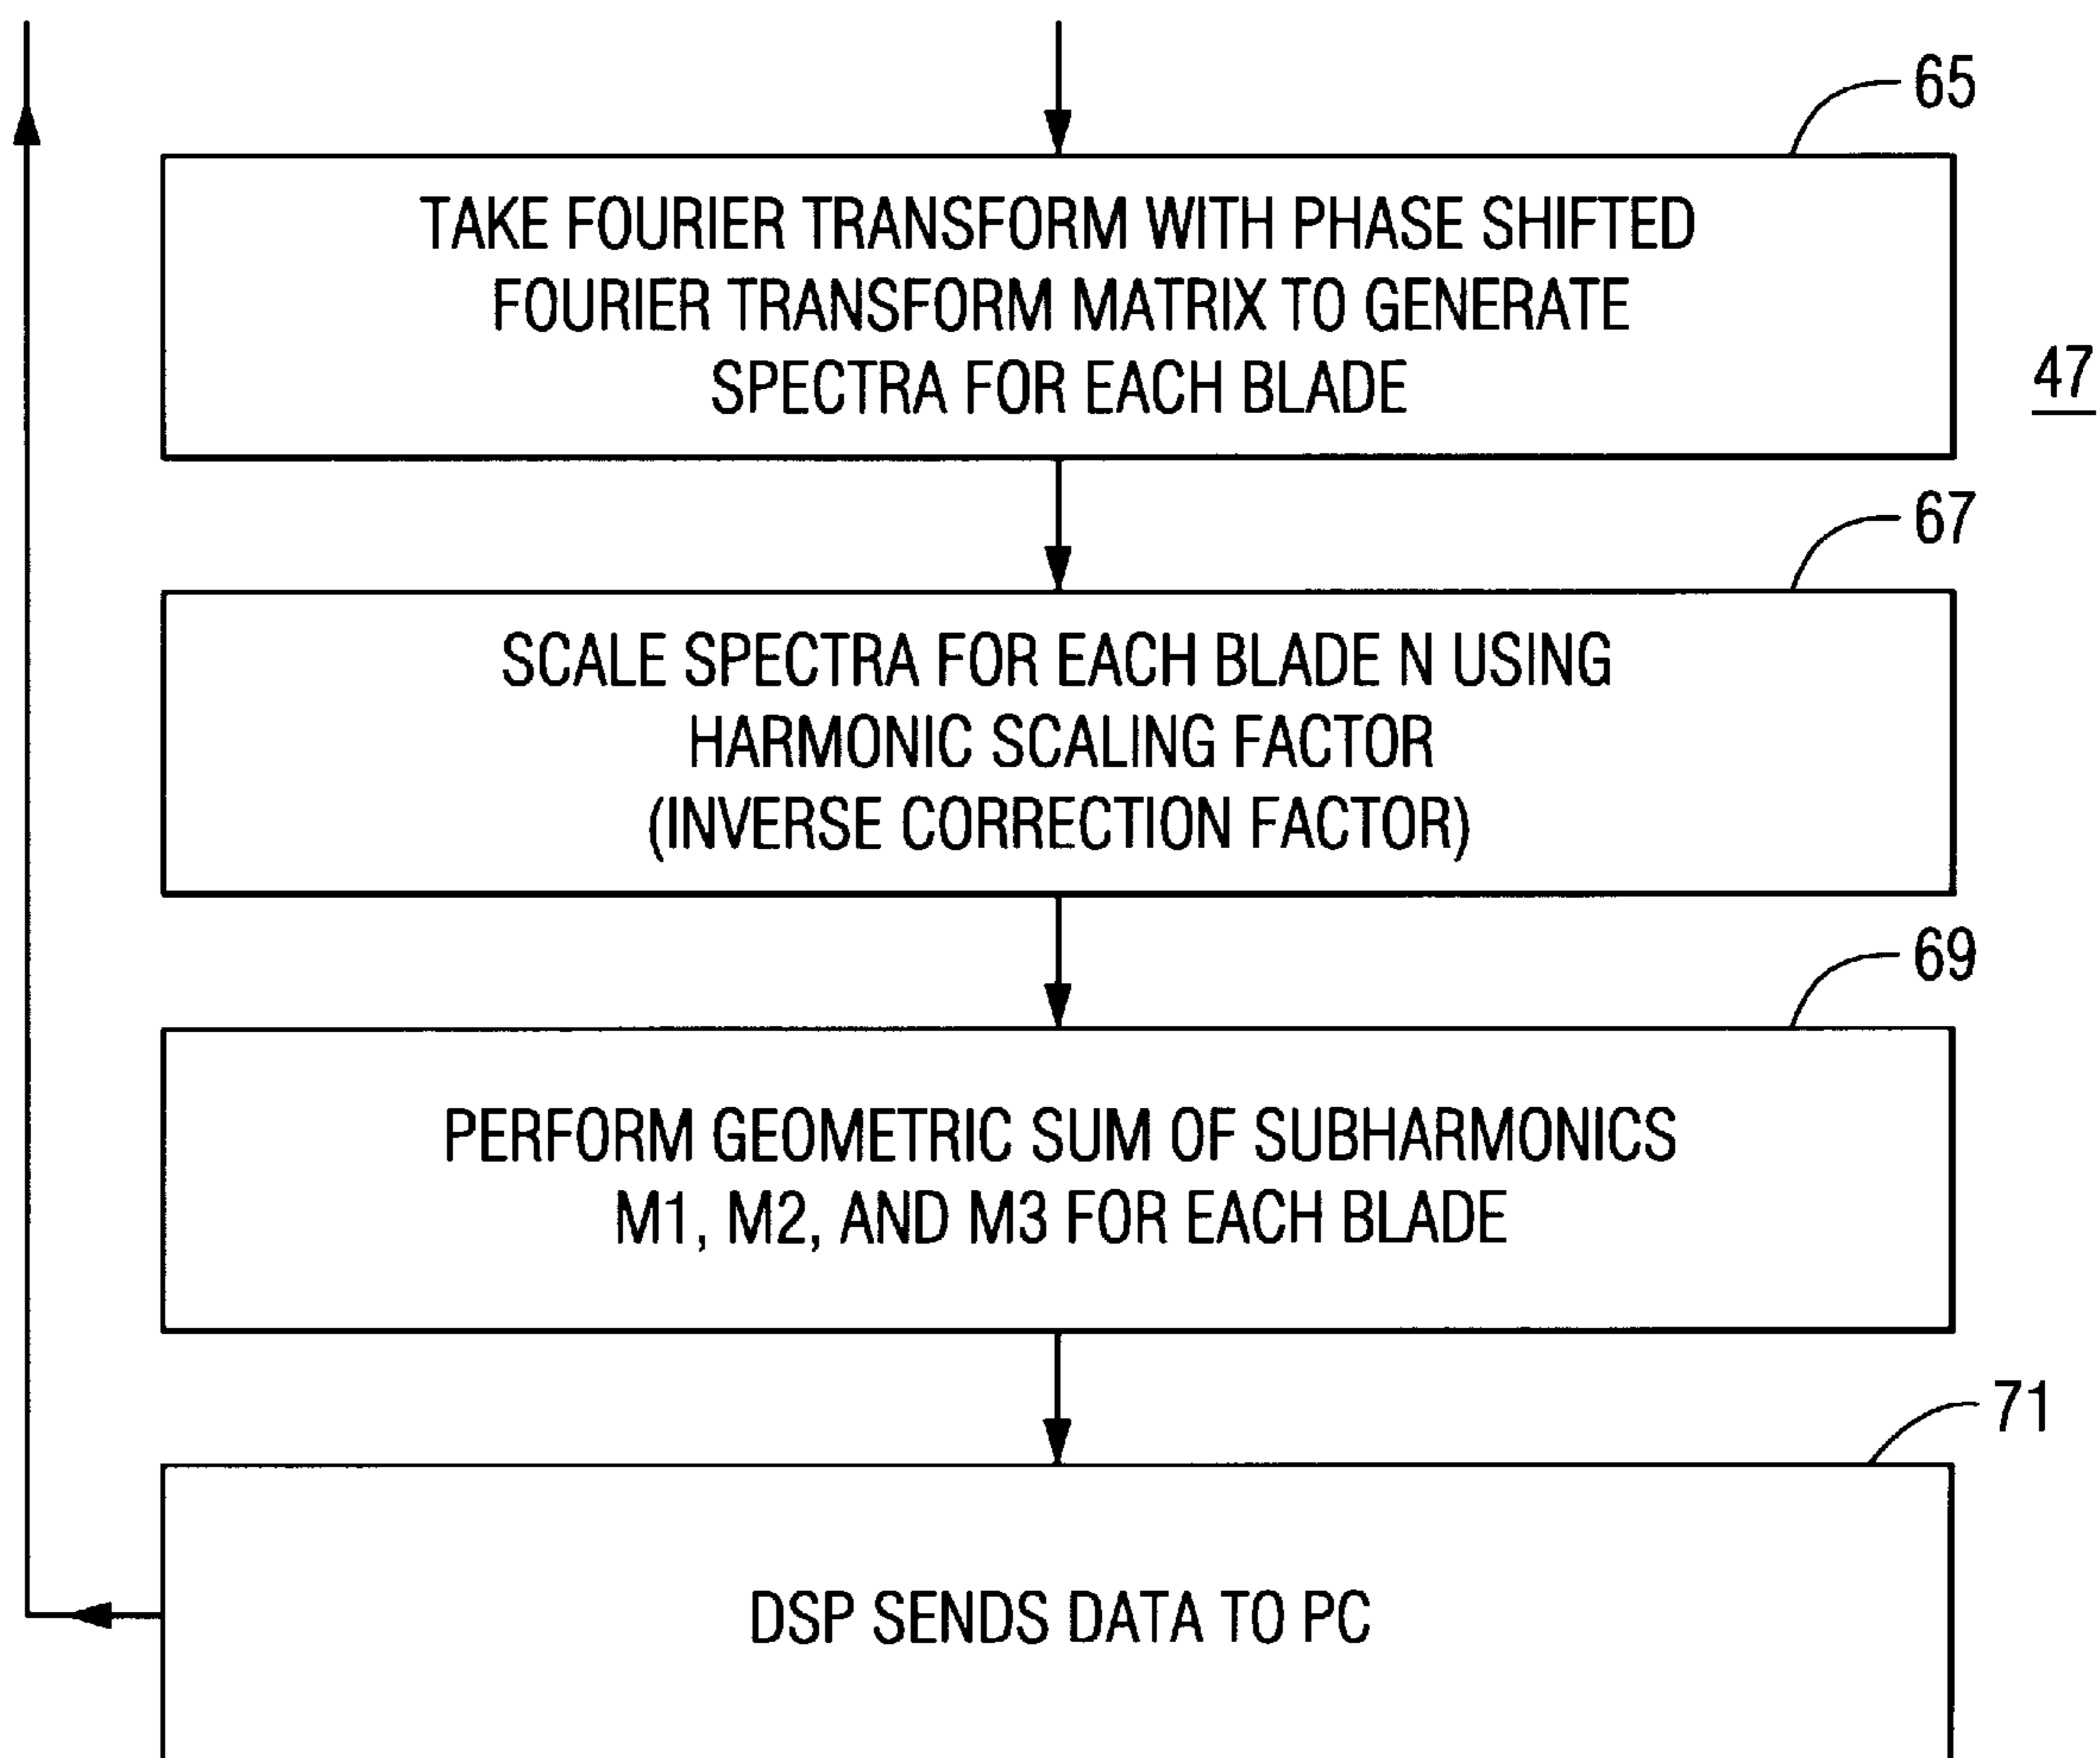 65
TAKE FOURIER TRANSFORM WITH PHASE SHIFTED
FOURIER TRANSFORM MATRIX TO GENERATE
SPECTRA FOR EACH BLADE
47
67
SCALE SPECTRA FOR EACH BLADE N USING
HARMONIC SCALING FACTOR
(INVERSE CORRECTION FACTOR)
69
PERFORM GEOMETRIC SUM OF SUBHARMONICS
M1, M2, AND M3 FOR EACH BLADE
71
DSP SENDS DATA TO PC